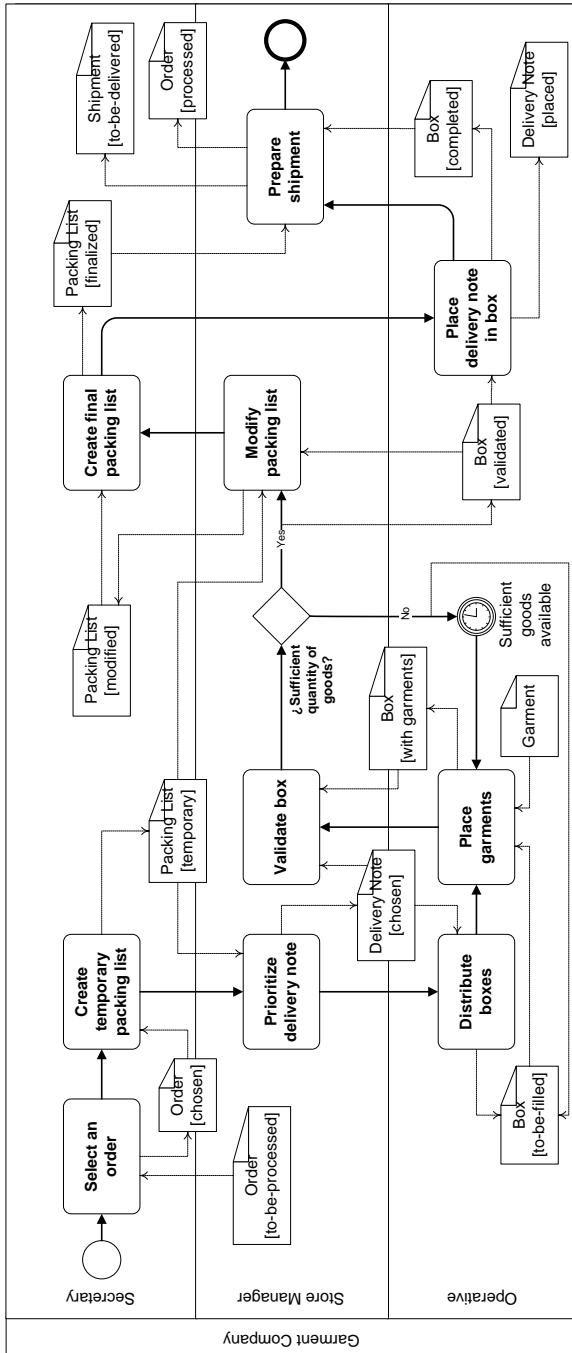 Garment Company
Secretary
Store Manager
Operative
Select an
order
Order
[chosen]
Order
[to-be-processed]
Create
temporary
packing list
Packing List
[temporary]
Prioritize
delivery note
Delivery Note
[chosen]
Distribute
boxes
Box
[to-be-filled]
Place
garments
Garment
Box
[with garments]
Validate box
¿Sufficient
quantity of
goods?
Yes
No
Sufficient
goods
available
Box
[validated]
Modify
packing list
Packing List
[modified]
Create final
packing list
Packing List
[finalized]
Place
delivery note
in box
Box
[completed]
Delivery Note
[placed]
Prepare
shipment
Shipment
[to-be-delivered]
Order
[processed]